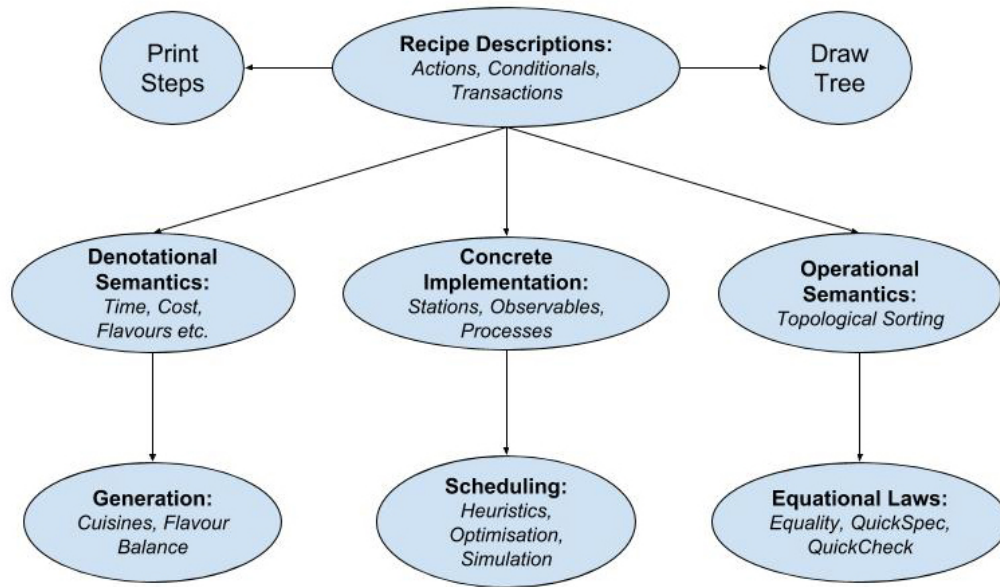 Print
Steps
Recipe Descriptions:
Actions, Conditionals,
Transactions
Draw
Tree
Denotational
Semantics:
Time, Cost,
Flavours etc.
Concrete
Implementation:
Stations, Observables,
Processes
Operational
Semantics:
Topological Sorting
Generation:
Cuisines, Flavour
Balance
Scheduling:
Heuristics,
Optimisation,
Simulation
Equational Laws:
Equality, QuickSpec,
QuickCheck